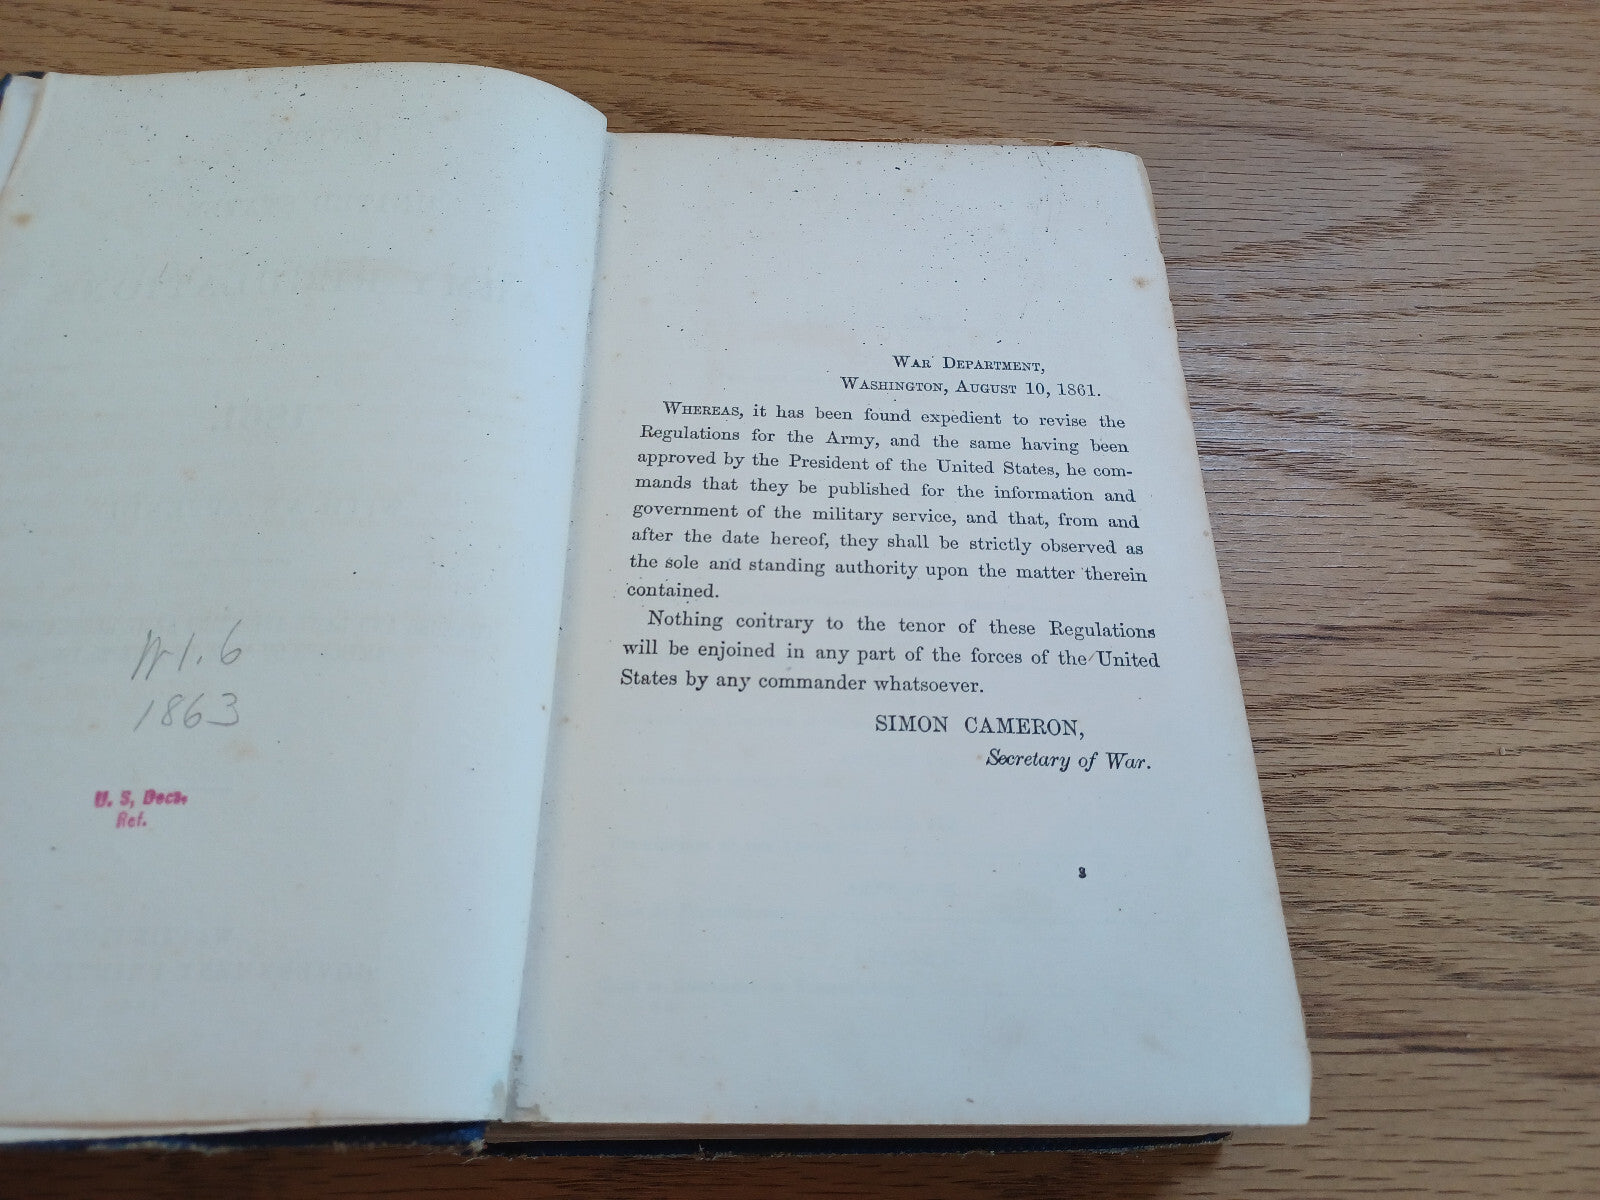 W1.6
1863
U. S. Docs.
Ref.
WAR DEPARTMENT,
WASHINGTON, AUGUST 10, 1861.
WHEREAS, it has been found expedient to revise the
Regulations for the Army, and the same having been
approved by the President of the United States, he com-
mands that they be published for the information and
government of the military service, and that, from and
after the date hereof, they shall be strictly observed as
the sole and standing authority upon the matter therein
contained.
Nothing contrary to the tenor of these Regulations
will be enjoined in any part of the forces of the United
States by any commander whatsoever.
SIMON CAMERON,
Secretary of War.
3